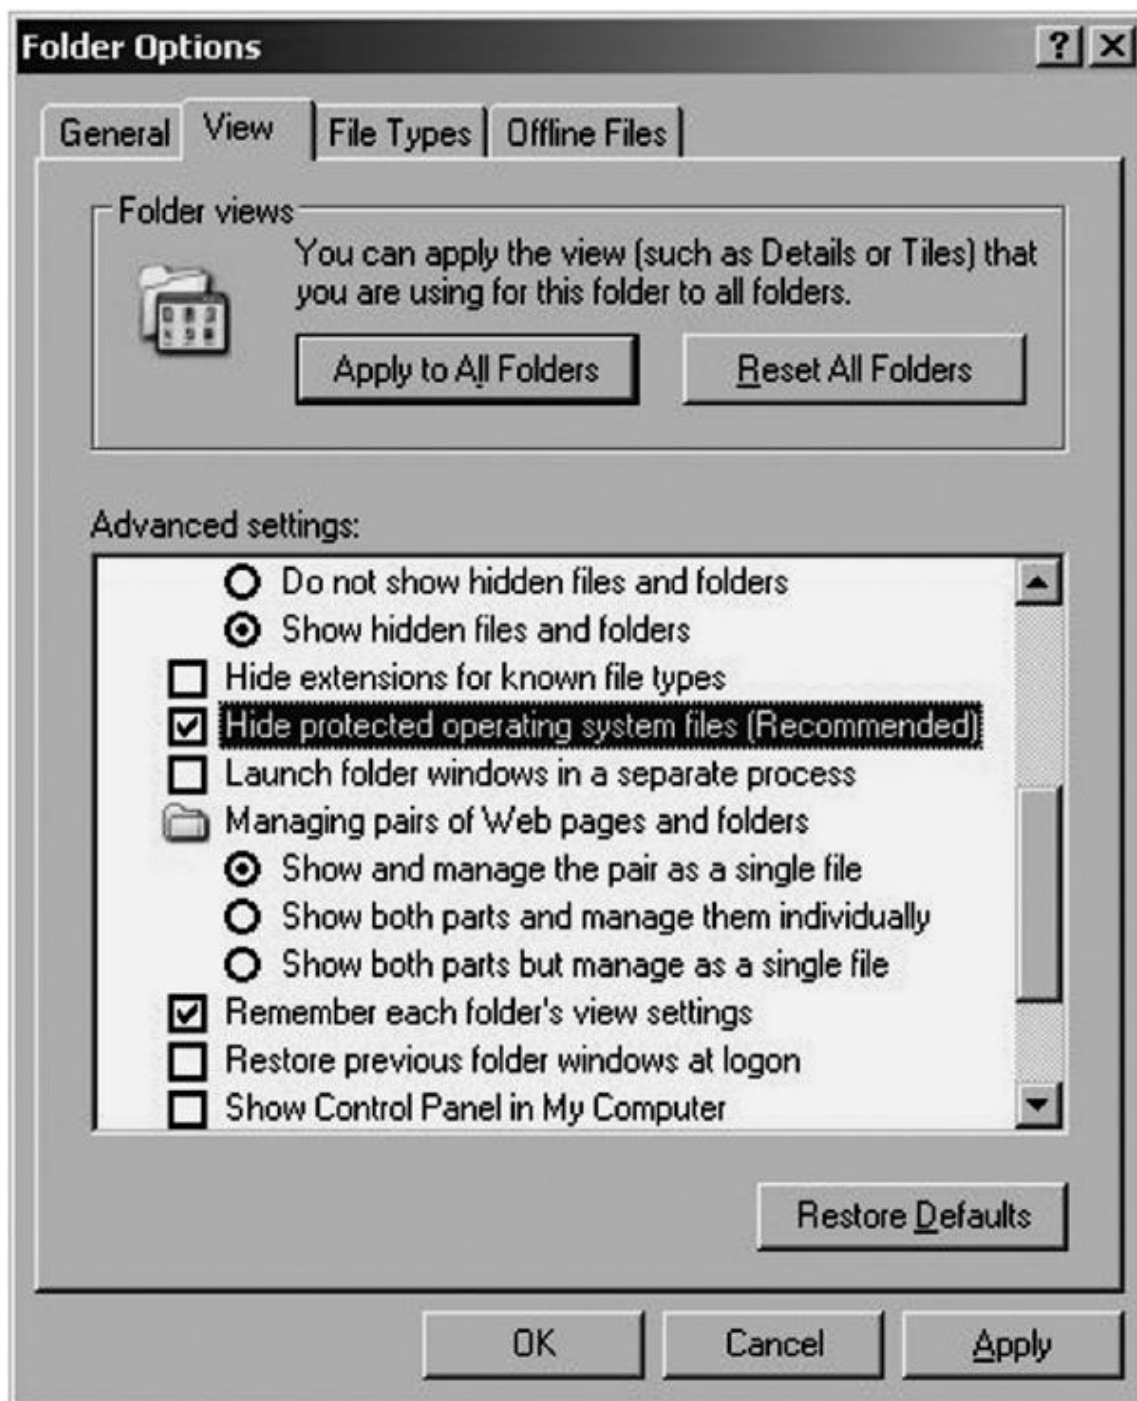 Folder Options
General
View
File Types
Offline Files
Folder views
You can apply the view (such as Details or Tiles) that
you are using for this folder to all folders.
Apply to All Folders
Reset All Folders
Advanced settings:
Do not show hidden files and folders
Show hidden files and folders
Hide extensions for known file types
Hide protected operating system files (Recommended)
Launch folder windows in a separate process
Managing pairs of Web pages and folders
Show and manage the pair as a single file
Show both parts and manage them individually
Show both parts but manage as a single file
Remember each folder's view settings
Restore previous folder windows at logon
Show Control Panel in My Computer
Restore Defaults
OK
Cancel
Apply